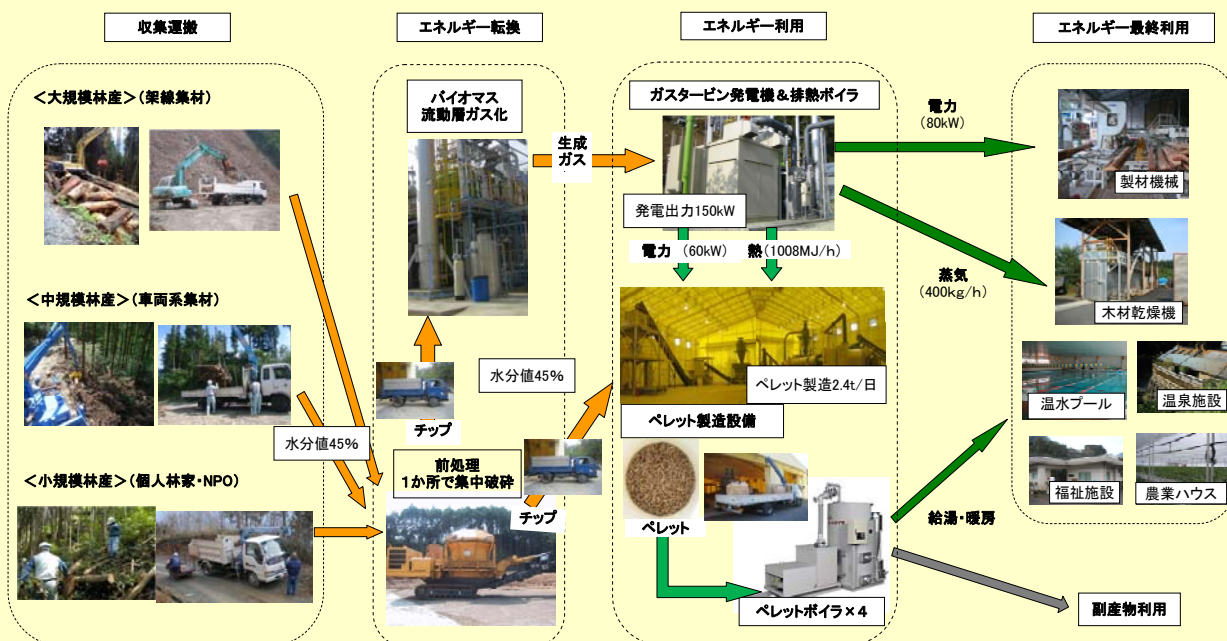 収集運搬
エネルギー転換
エネルギー利用
エネルギー最終利用
＜大規模林産＞（架線集材）
＜中規模林産＞（車両系集材）
水分値45％
＜小規模林産＞（個人林家・NPO）
バイオマス
流動層ガス化
生成
ガス
チップ
水分値45％
前処理
１か所で集中破砕
チップ
ガスタービン発電機＆排熱ボイラ
発電出力150kW
電力（60kW）
熱（1008MJ/h）
ペレット製造2.4t/日
ペレット製造設備
ペレット
ペレットボイラ×４
電力
（80kW）
蒸気
（400kg/h）
給湯・暖房
製材機械
木材乾燥機
温水プール
温泉施設
福祉施設
農業ハウス
副産物利用